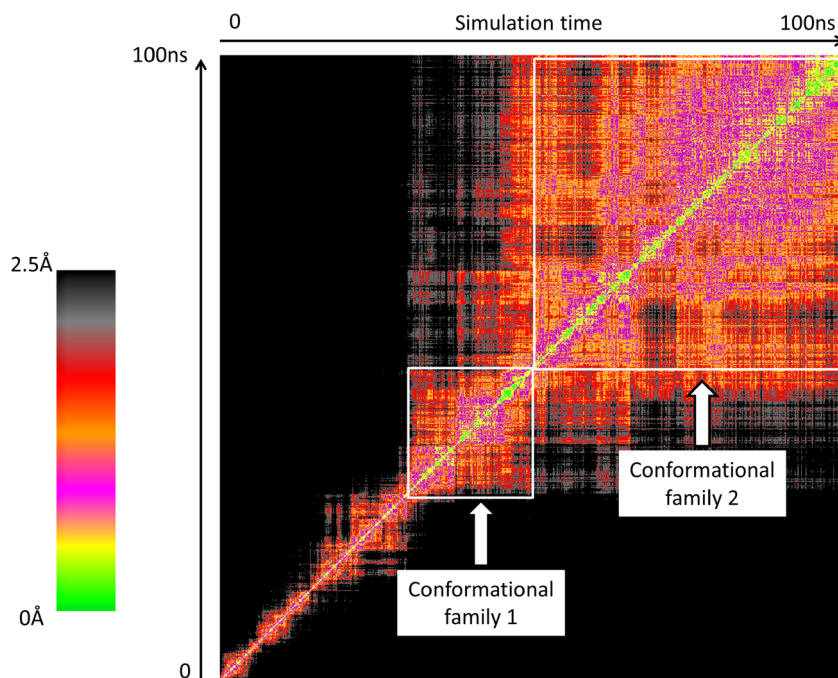 0 Simulation time 100ns
100ns
2.5Å
0Å
0
Conformational
family 2
Conformational
family 1